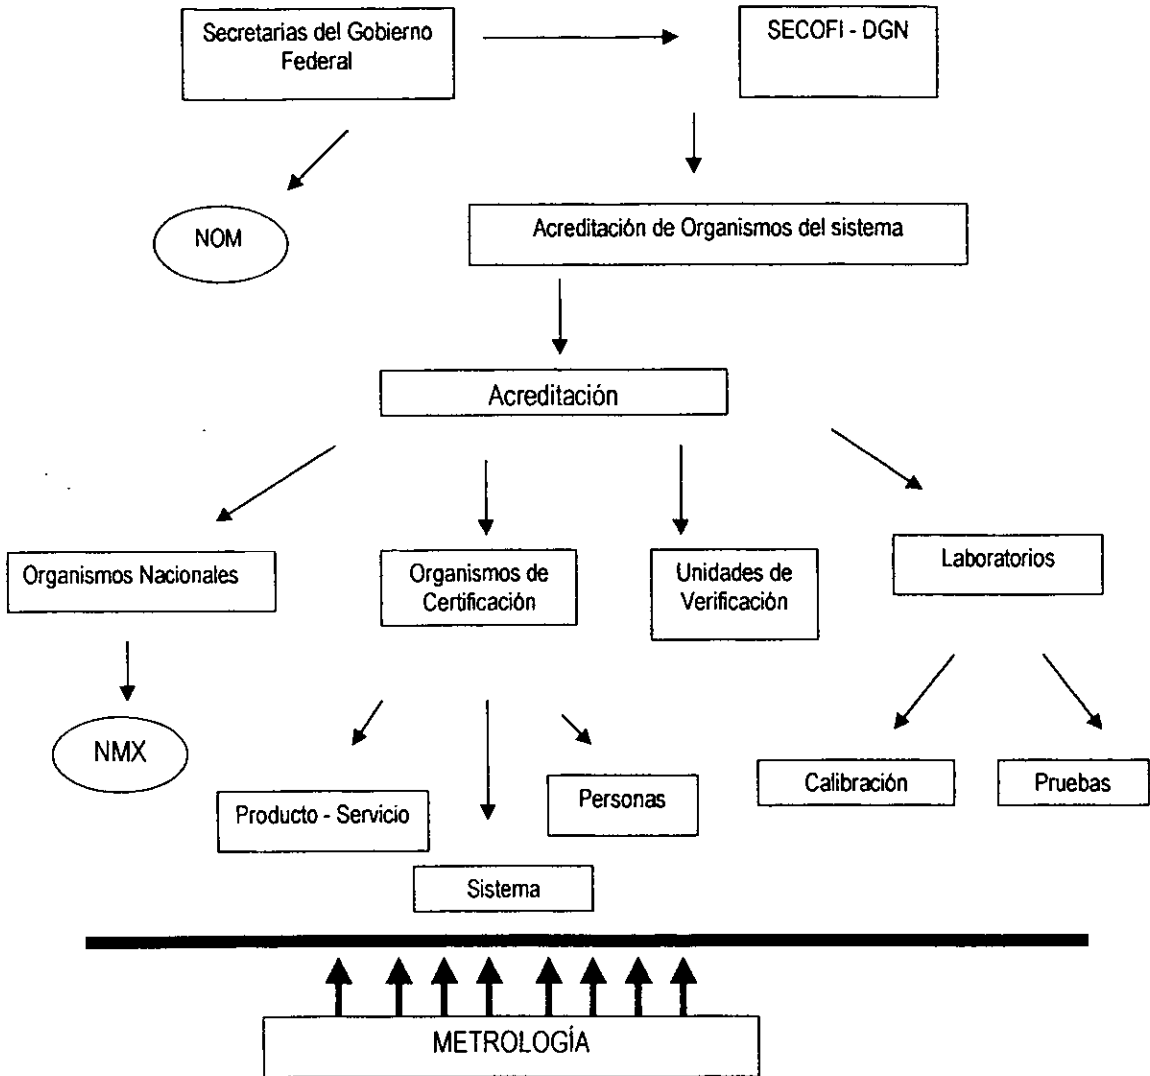 Secretarias del Gobierno
Federal
SECOFI - DGN
NOM
Acreditación de Organismos del sistema
Acreditación
Organismos Nacionales
Organismos de
Certificación
Unidades de
Verificación
Laboratorios
NMX
Producto - Servicio
Sistema
Personas
Calibración
Pruebas
METROLOGÍA